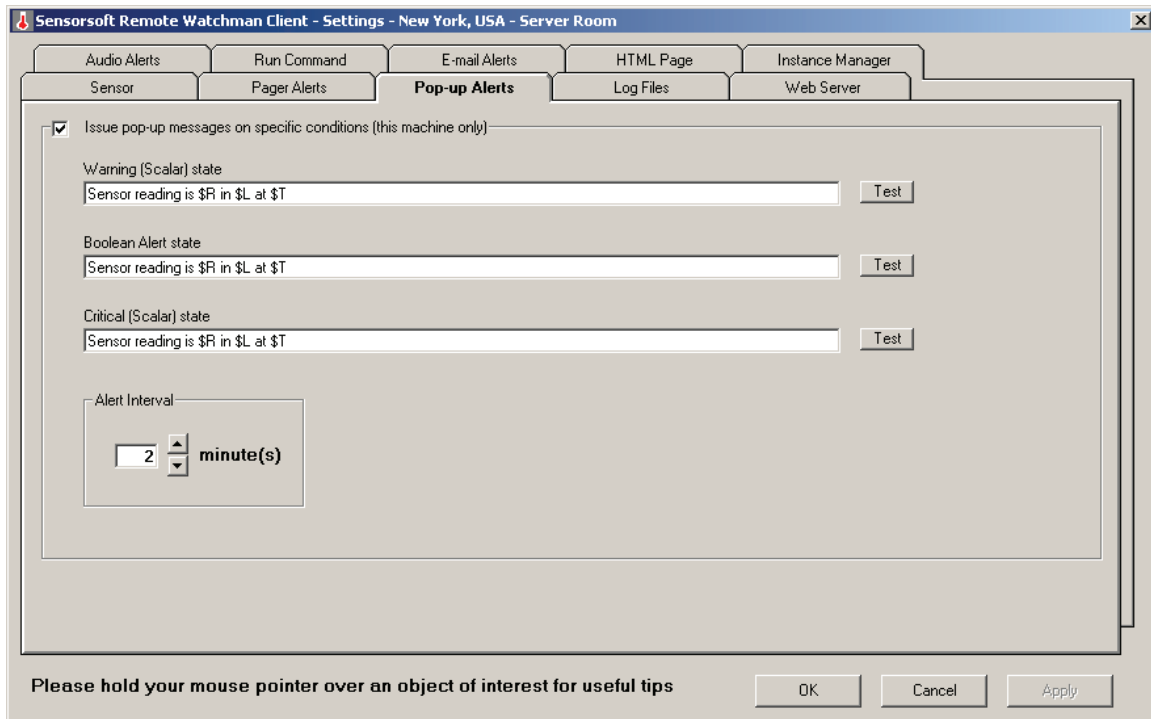 Sensorsoft Remote Watchman Client - Settings - New York, USA - Server Room
Audio Alerts
Run Command
E-mail Alerts
HTML Page
Instance Manager
Sensor
Pager Alerts
Pop-up Alerts
Log Files
Web Server
Issue pop-up messages on specific conditions (this machine only)
Warning (Scalar) state
Sensor reading is $R in $L at $T
Test
Boolean Alert state
Sensor reading is $R in $L at $T
Test
Critical (Scalar) state
Sensor reading is $R in $L at $T
Test
Alert Interval
2 minute(s)
Please hold your mouse pointer over an object of interest for useful tips
OK
Cancel
Apply